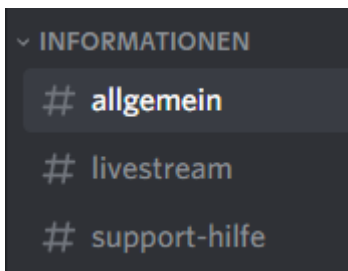 INFORMATIONEN
# allgemein
# livestream
# support-hilfe